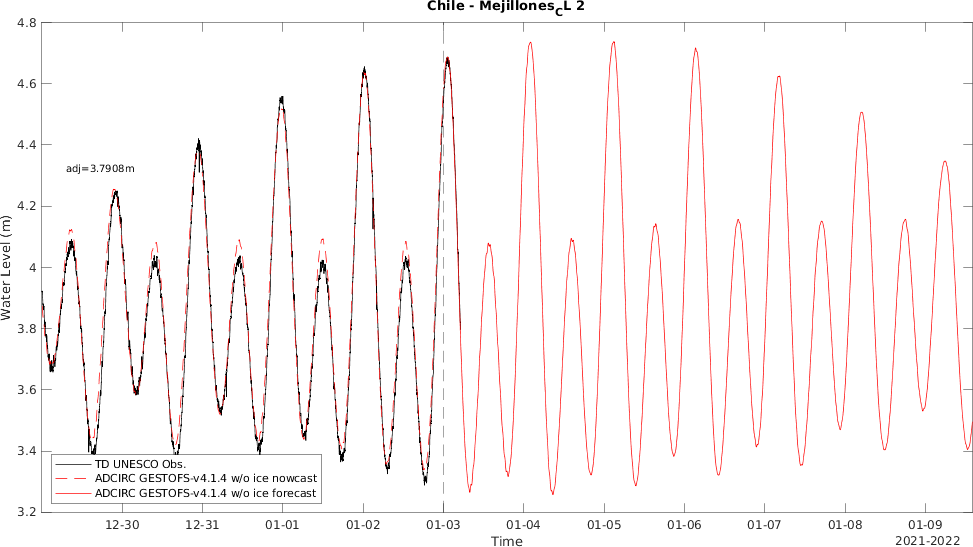 Chile - Mejillones_CL 2
4.8
4.6
4.4
4.2
4
3.8
3.6
3.4
3.2
Water Level (m)
adj=3.7908m
TD UNESCO Obs.
ADCIRC GESTOFS-v4.1.4 w/o ice nowcast
ADCIRC GESTOFS-v4.1.4 w/o ice forecast
12-30 12-31 01-01 01-02 01-03 01-04 01-05 01-06 01-07 01-08 01-09
Time
2021-2022